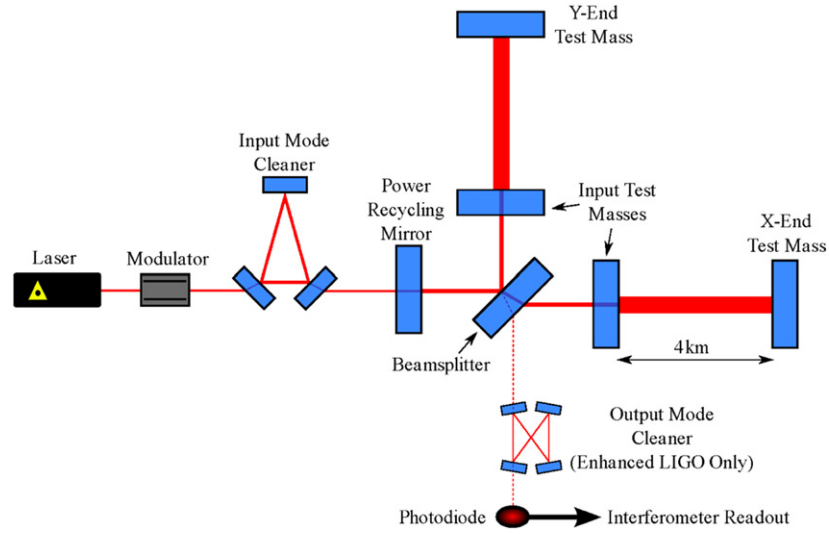 Y-End
Test Mass
Input Mode
Cleaner
Power
Recycling
Mirror
Input Test
Masses
X-End
Test Mass
Laser
Modulator
Beamsplitter
4km
Output Mode
Cleaner
(Enhanced LIGO Only)
Photodiode
Interferometer Readout